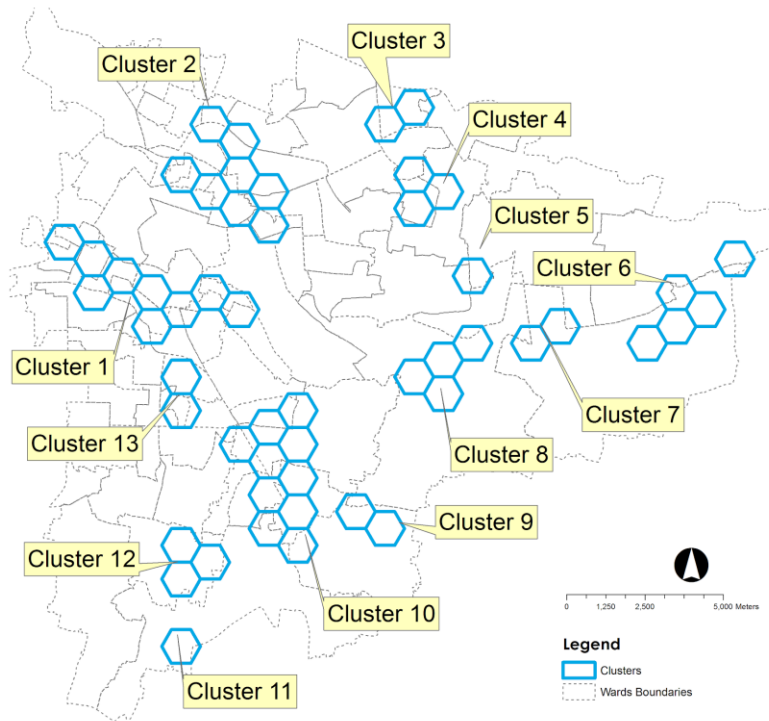 Cluster 3
Cluster 2
Cluster 4
Cluster 5
Cluster 6
Cluster 1
Cluster 7
Cluster 13
Cluster 8
Cluster 9
Cluster 12
Cluster 10
0 1,250 2,500 5,000 Meters
Legend
Clusters
Cluster 11
Wards Boundaries